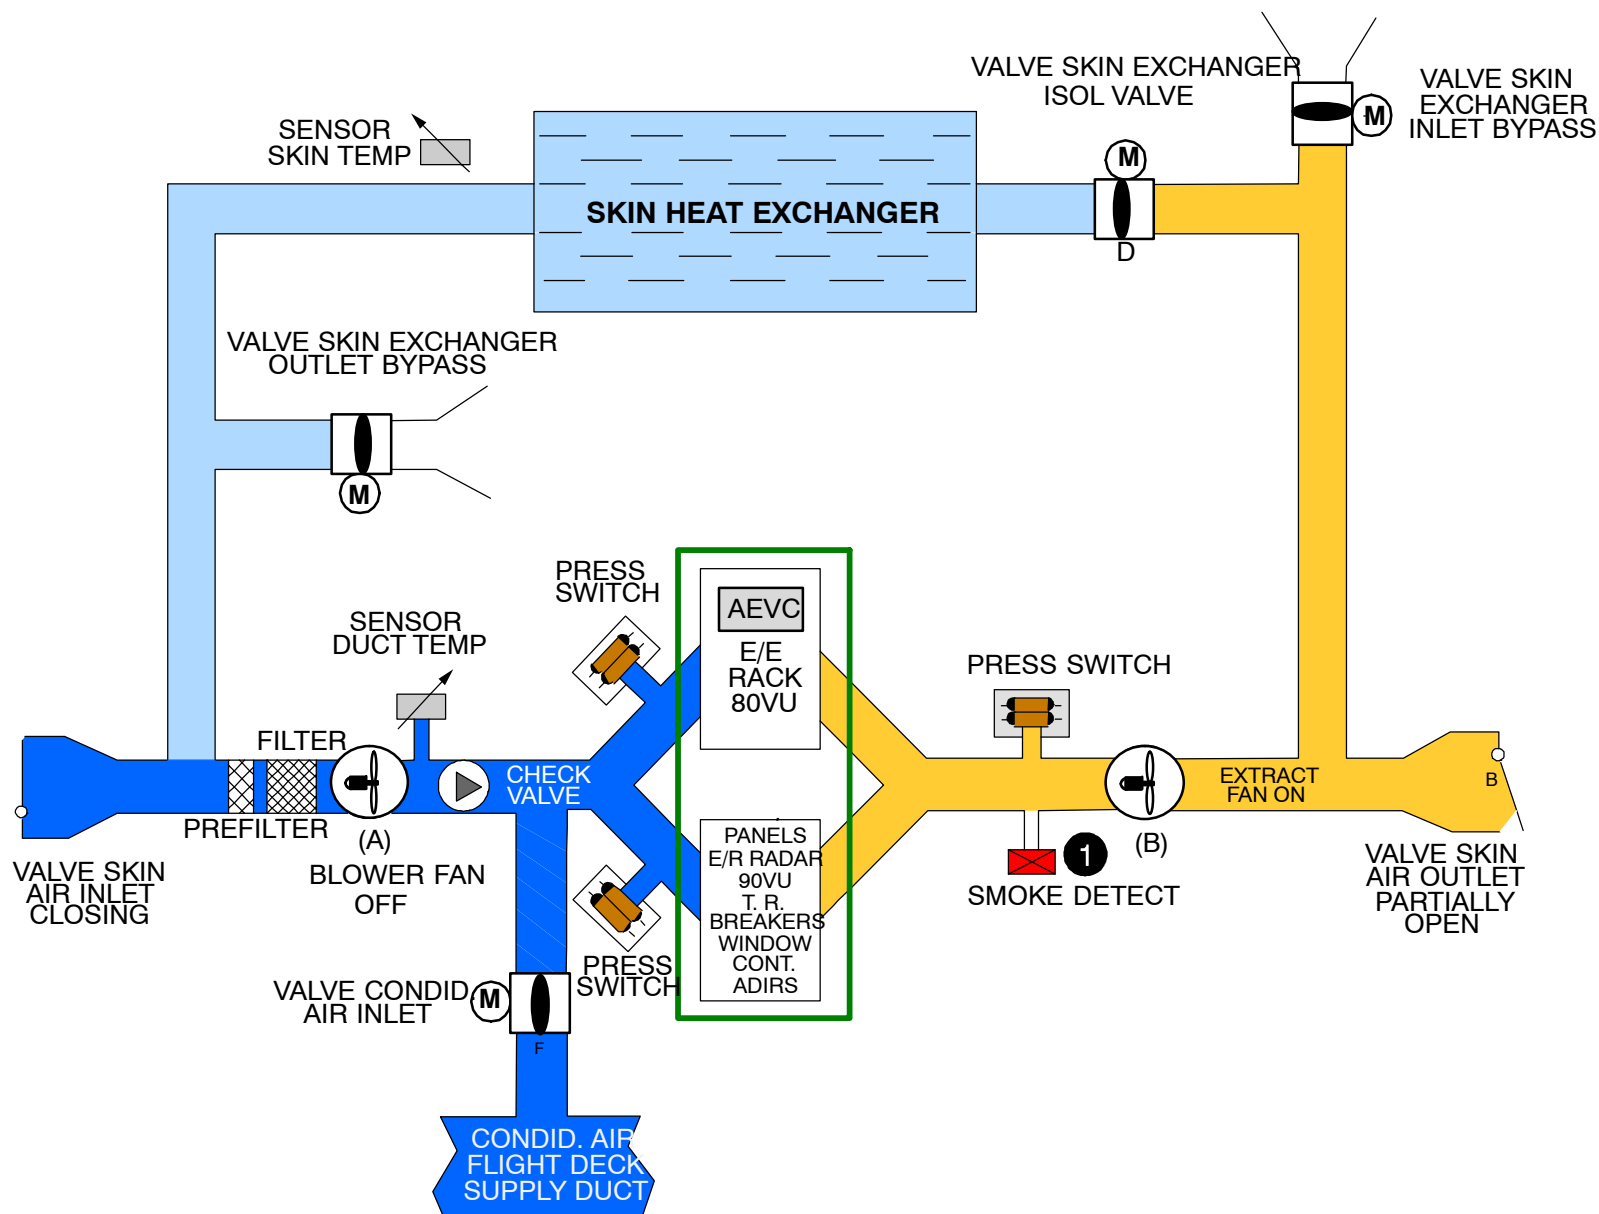 VALVE SKIN EXCHANGER
ISOL VALVE
VALVE SKIN
EXCHANGER
INLET BYPASS
M
M
SENSOR
SKIN TEMP
SKIN HEAT EXCHANGER
D
VALVE SKIN EXCHANGER
OUTLET BYPASS
M
PRESS
SWITCH
AEVC
E/E
RACK
80VU
SENSOR
DUCT TEMP
PRESS SWITCH
FILTER
CHECK
VALVE
PREFILTER
(A)
BLOWER FAN
OFF
VALVE SKIN
AIR INLET
CLOSING
PANELS
E/R RADAR
90VU
T. R.
BREAKERS
WINDOW
CONT.
ADIRS
EXTRACT
FAN ON
B
(B)
1
SMOKE DETECT
VALVE SKIN
AIR OUTLET
PARTIALLY
OPEN
PRESS
SWITCH
VALVE CONDID.
AIR INLET
M
F
CONDID. AIR
FLIGHT DECK
SUPPLY DUCT